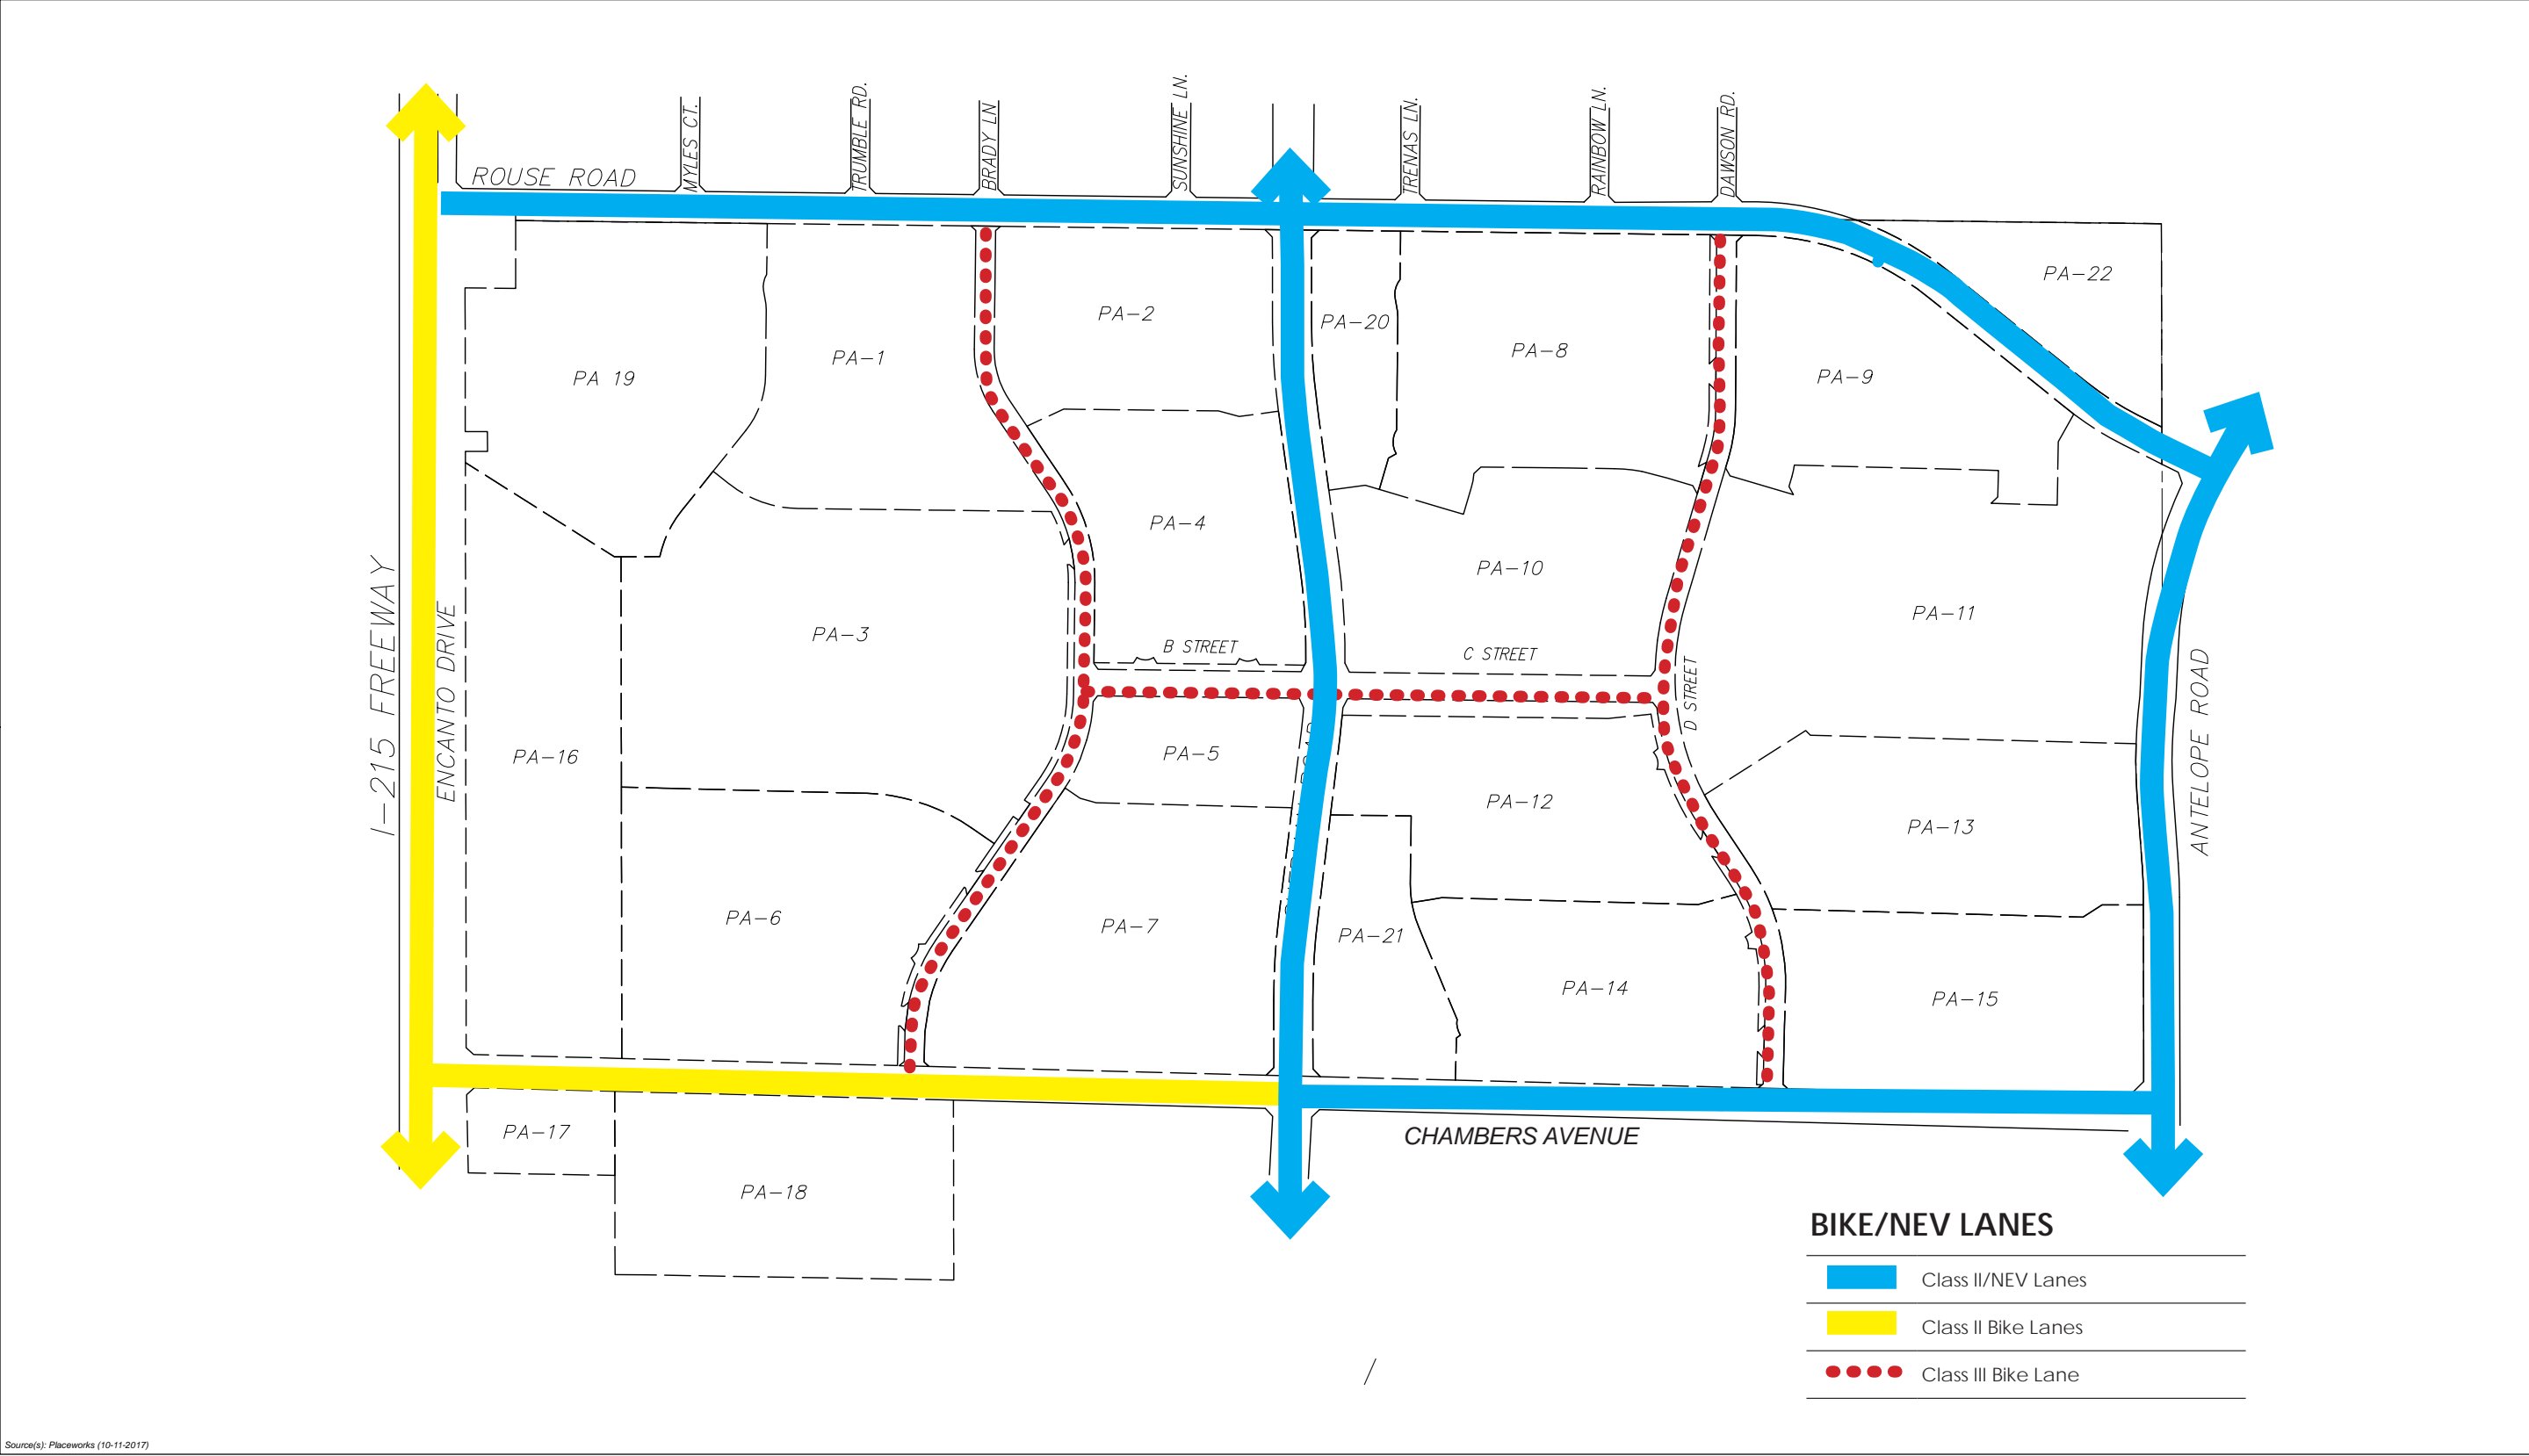 MYLES CT.
TRUMBLE RD.
BRADY LN
SUNSHINE LN.
TRENAS LN.
RAINBOW LN.
DAWSON RD.
ROUSE ROAD
PA-22
PA-2
PA-20
PA-8
PA-1
PA 19
PA-9
PA-4
PA-10
PA-11
PA-3
B STREET
C STREET
D STREET
I-215 FREEWAY
ENCANTO DRIVE
ANTELOPE ROAD
PA-16
PA-5
PA-12
PA-13
PA-6
PA-7
PA-21
PA-14
PA-15
PA-17
CHAMBERS AVENUE
PA-18
BIKE/NEV LANES
Class II/NEV Lanes
Class II Bike Lanes
Class III Bike Lane
Source(s): Placeworks (10-11-2017)